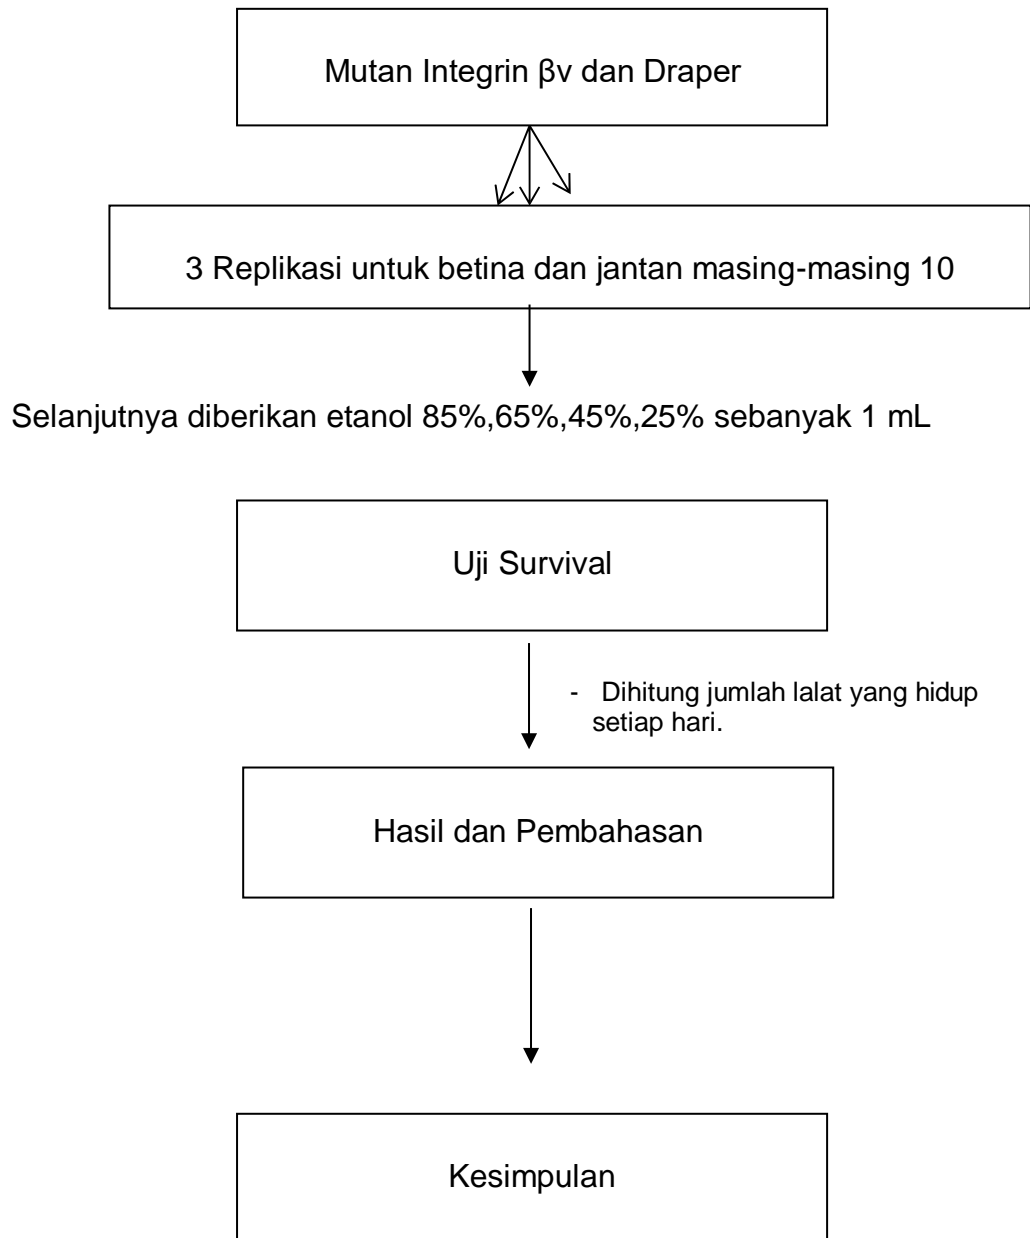 Mutan Integrin βv dan Draper
3 Replikasi untuk betina dan jantan masing-masing 10
Selanjutnya diberikan etanol 85%,65%,45%,25% sebanyak 1 mL
Uji Survival
- Dihitung jumlah lalat yang hidup
setiap hari.
Hasil dan Pembahasan
Kesimpulan